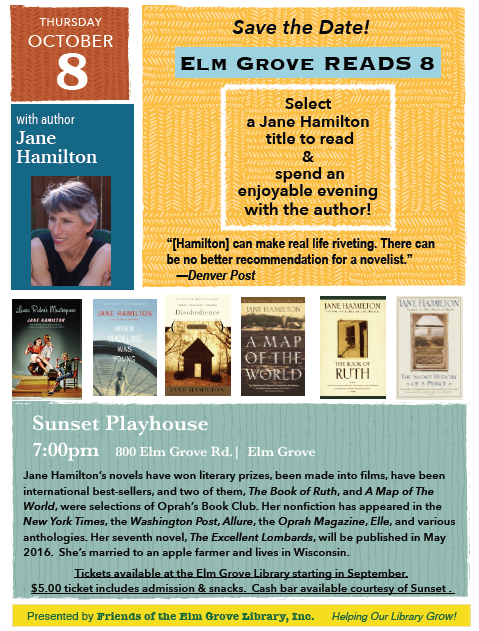 THURSDAY
OCTOBER
8
with author
Jane
Hamilton
Save the Date!
ELM GROVE READS 8
Select
a Jane Hamilton
title to read
&
spend an
enjoyable evening
with the author!
“[Hamilton] can make real life riveting. There can
be no better recommendation for a novelist.”
—Denver Post
Laura Rider's Masterpiece
JANE HAMILTON
JANE HAMILTON
WHEN
MADELINE
WAS
YOUNG
Disobedience
JANE HAMILTON
JANE HAMILTON
A MAP
OF THE
WORLD
JANE HAMILTON
THE BOOK OF
RUTH
JANE HAMILTON
THE SHORT HISTORY
OF A PRINCE
Sunset Playhouse
7:00pm 800 Elm Grove Rd. | Elm Grove
Jane Hamilton’s novels have won literary prizes, been made into films, have been
international best-sellers, and two of them, The Book of Ruth, and A Map of The
World, were selections of Oprah’s Book Club. Her nonfiction has appeared in the
New York Times, the Washington Post, Allure, the Oprah Magazine, Elle, and various
anthologies. Her seventh novel, The Excellent Lombards, will be published in May
2016. She’s married to an apple farmer and lives in Wisconsin.
Tickets available at the Elm Grove Library starting in September.
$5.00 ticket includes admission & snacks. Cash bar available courtesy of Sunset .
Presented by Friends of the Elm Grove Library, Inc. Helping Our Library Grow!